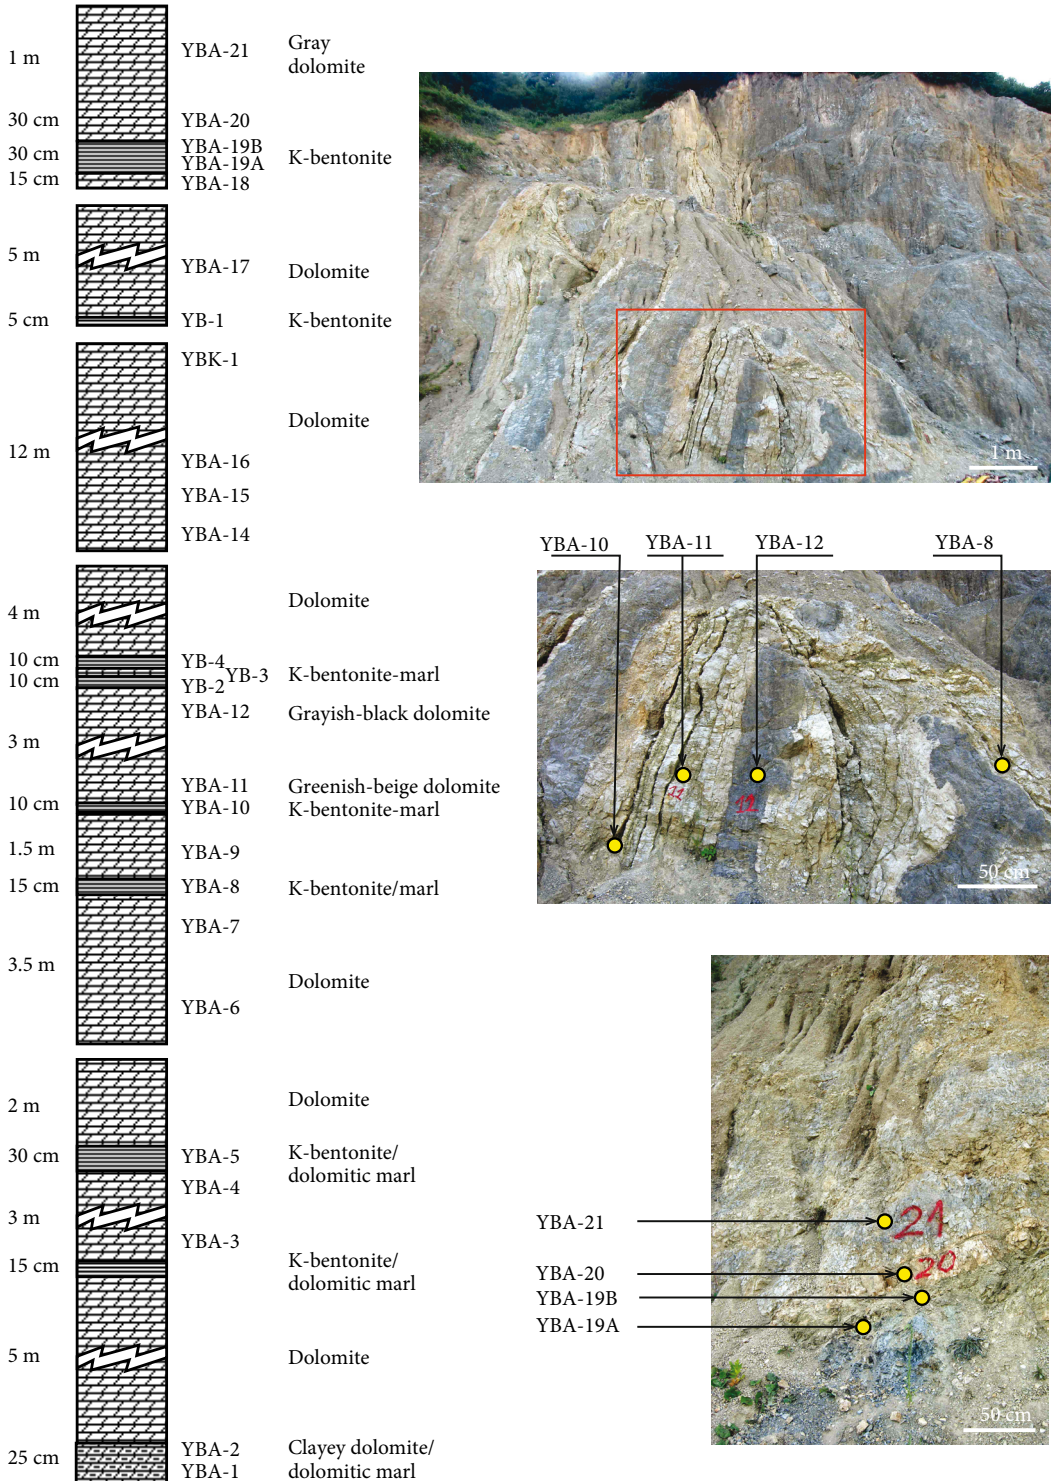 1 m YBA-21 Gray
dolomite
30 cm YBA-20
YBA-19B
30 cm K-bentonite
YBA-19A
15 cm YBA-18
5 m YBA-17 Dolomite
5 cm YB-1 K-bentonite
YBK-1
Dolomite
12 m YBA-16
YBA-15
YBA-14
Dolomite
4 m
10 cm YB-4
YB-3 K-bentonite-marl
10 cm YB-2
YBA-12 Grayish-black dolomite
3 m
YBA-11 Greenish-beige dolomite
10 cm YBA-10 K-bentonite-marl
1.5 m YBA-9
15 cm YBA-8 K-bentonite/marl
YBA-7
3.5 m Dolomite
YBA-6
2 m Dolomite
30 cm YBA-5 K-bentonite/
dolomitic marl
YBA-4
3 m
YBA-3
15 cm K-bentonite/
dolomitic marl
5 m Dolomite
25 cm YBA-2 Clayey dolomite/
YBA-1 dolomitic marl
1 m
YBA-10 YBA-11 YBA-12 YBA-8
11 12
50 cm
YBA-21 21
YBA-20 20
YBA-19B
YBA-19A
50 cm